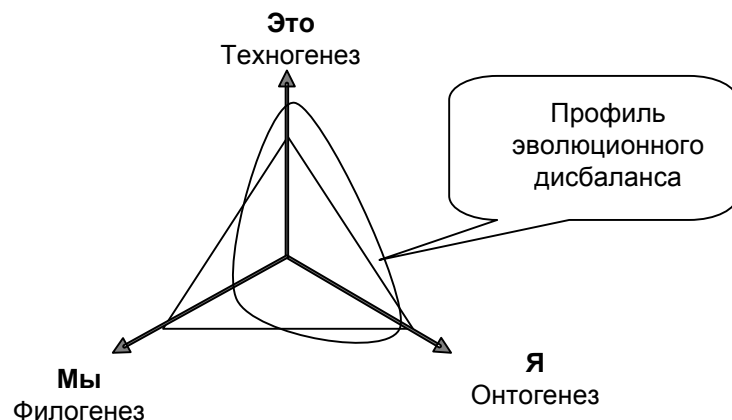 Это
Техногенез
Профиль
эволюционного
дисбаланса
Мы
Филогенез
Я
Онтогенез